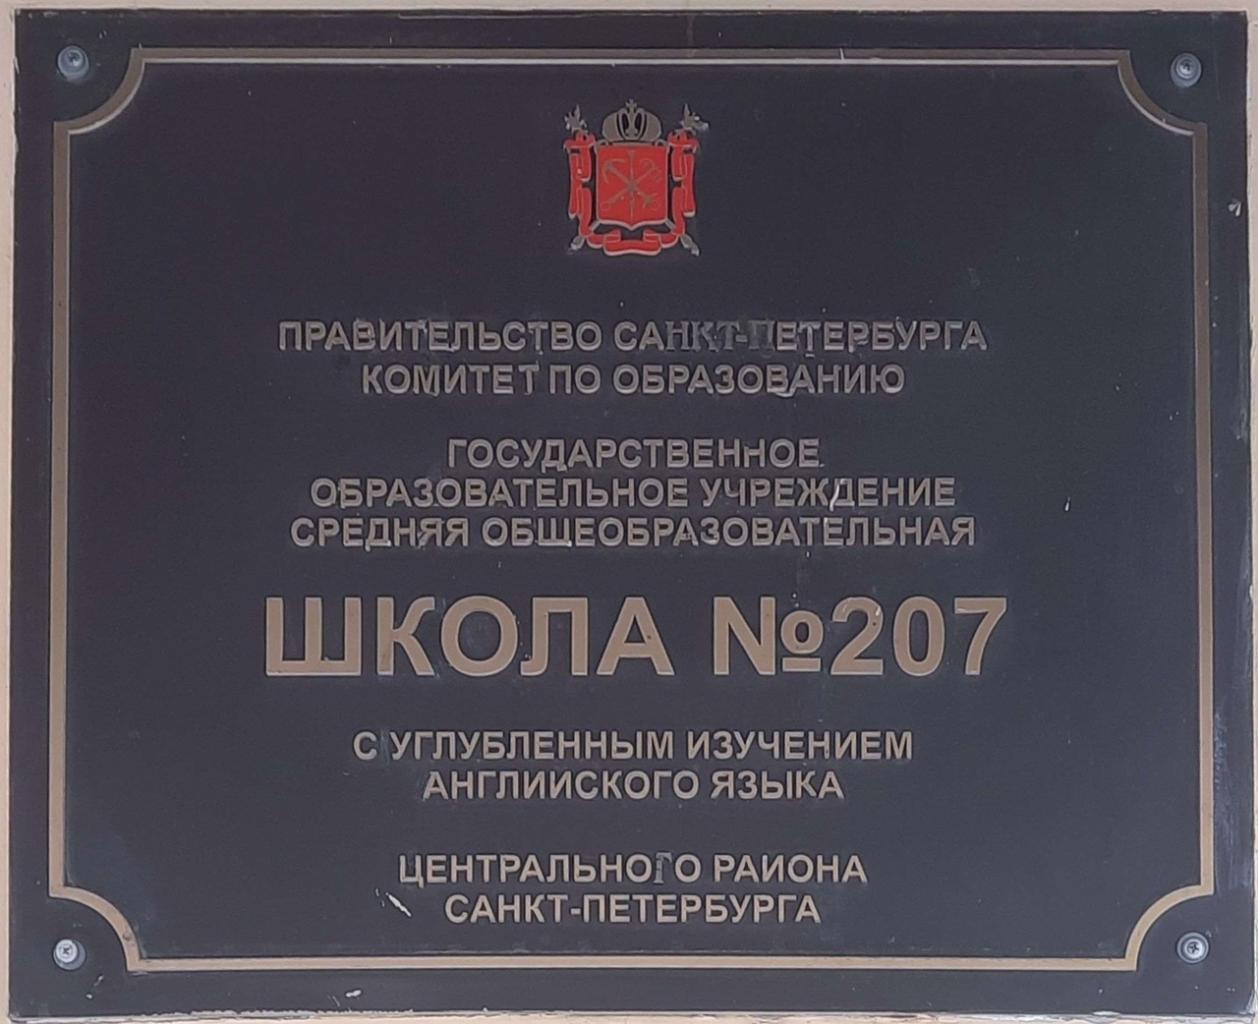 ПРАВИТЕЛЬСТВО САНКТ-ПЕТЕРБУРГА
КОМИТЕТ ПО ОБРАЗОВАНИЮ
ГОСУДАРСТВЕННОЕ
ОБРАЗОВАТЕЛЬНОЕ УЧРЕЖДЕНИЕ
СРЕДНЯЯ ОБЩЕОБРАЗОВАТЕЛЬНАЯ
ШКОЛА №207
С УГЛУБЛЕННЫМ ИЗУЧЕНИЕМ
АНГЛИИСКОГО ЯЗЫКА
ЦЕНТРАЛЬНОГО РАИОНА
САНКТ-ПЕТЕРБУРГА